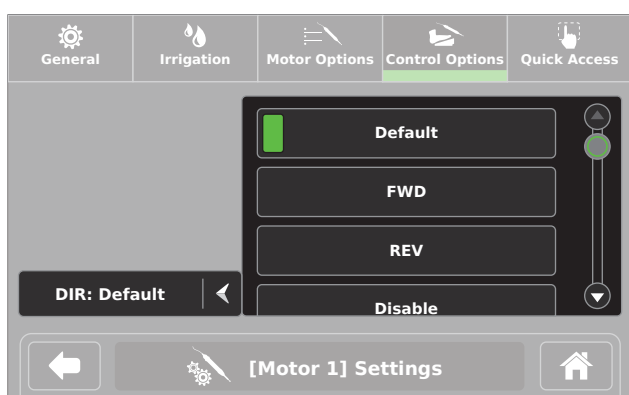 General
Irrigation
Motor Options
Control Options
Quick Access
Default
FWD
REV
DIR: Default
Disable
[Motor 1] Settings